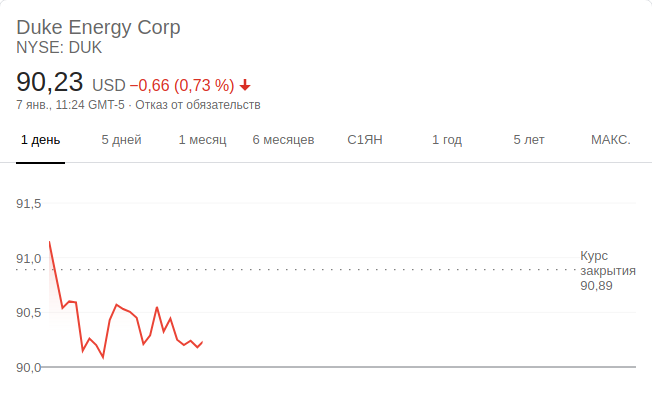 Duke Energy Corp
NYSE: DUK
90,23 USD −0,66 (0,73 %)
7 янв., 11:24 GMT-5 · Отказ от обязательств
1 день 5 дней 1 месяц 6 месяцев С1ЯН 1 год 5 лет МАКС.
91,5
91,0
90,5
90,0
Курс
закрытия
90,89